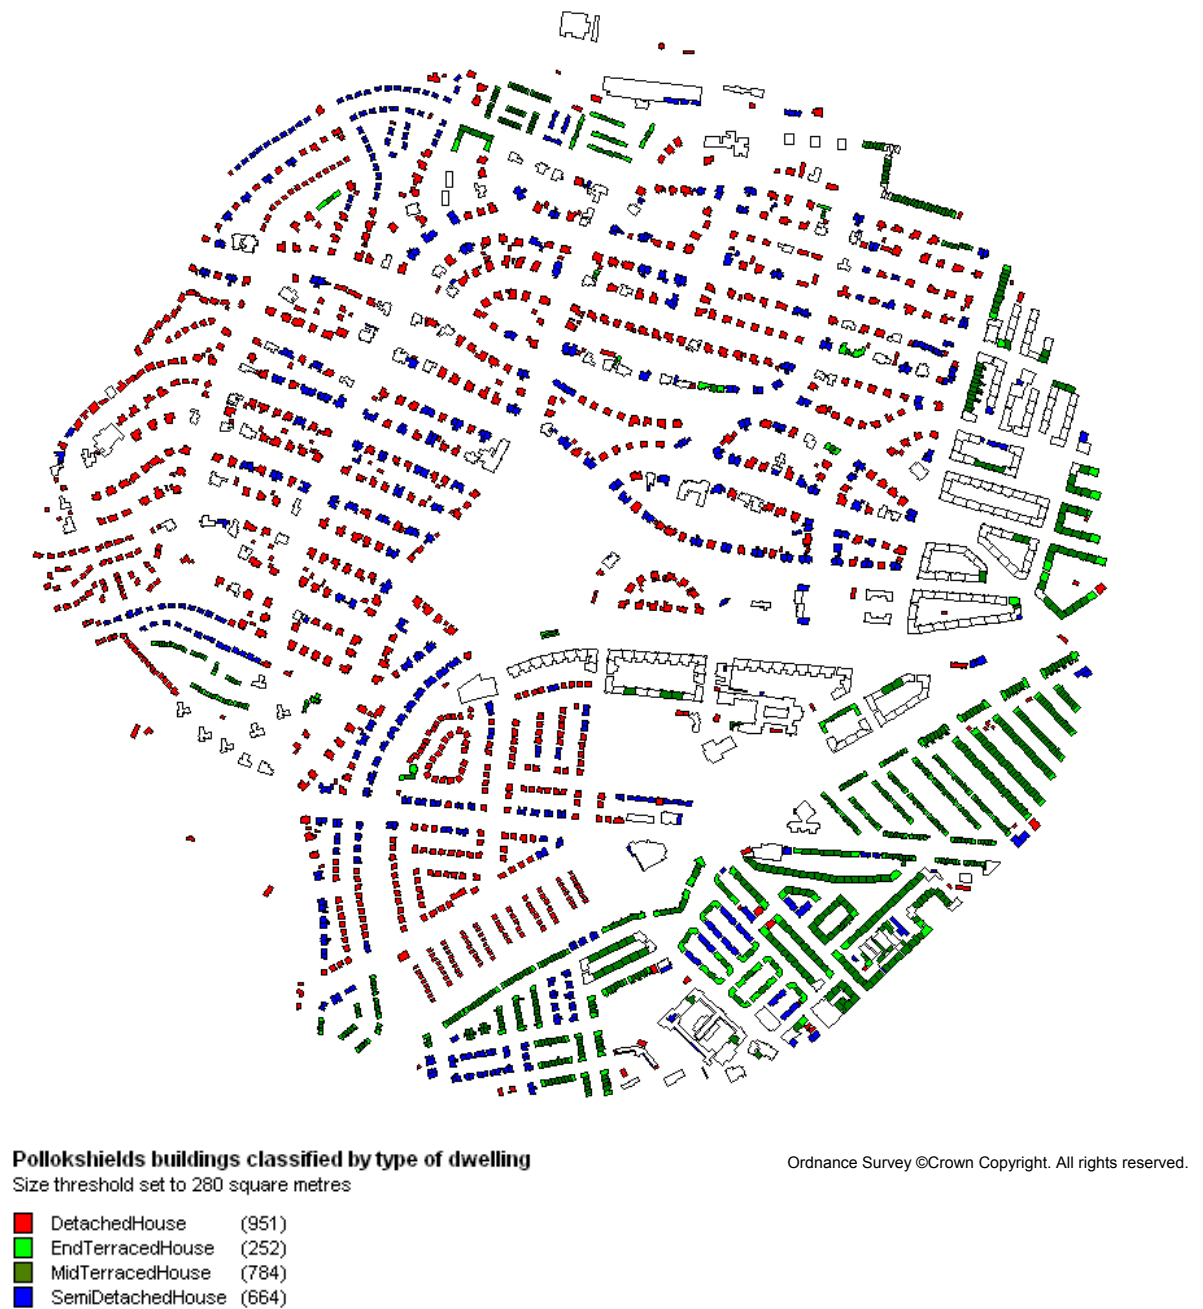 Pollokshields buildings classified by type of dwelling
Ordnance Survey ©Crown Copyright. All rights reserved.
Size threshold set to 280 square metres
DetachedHouse (951)
EndTerracedHouse (252)
MidTerracedHouse (784)
SemiDetachedHouse (664)